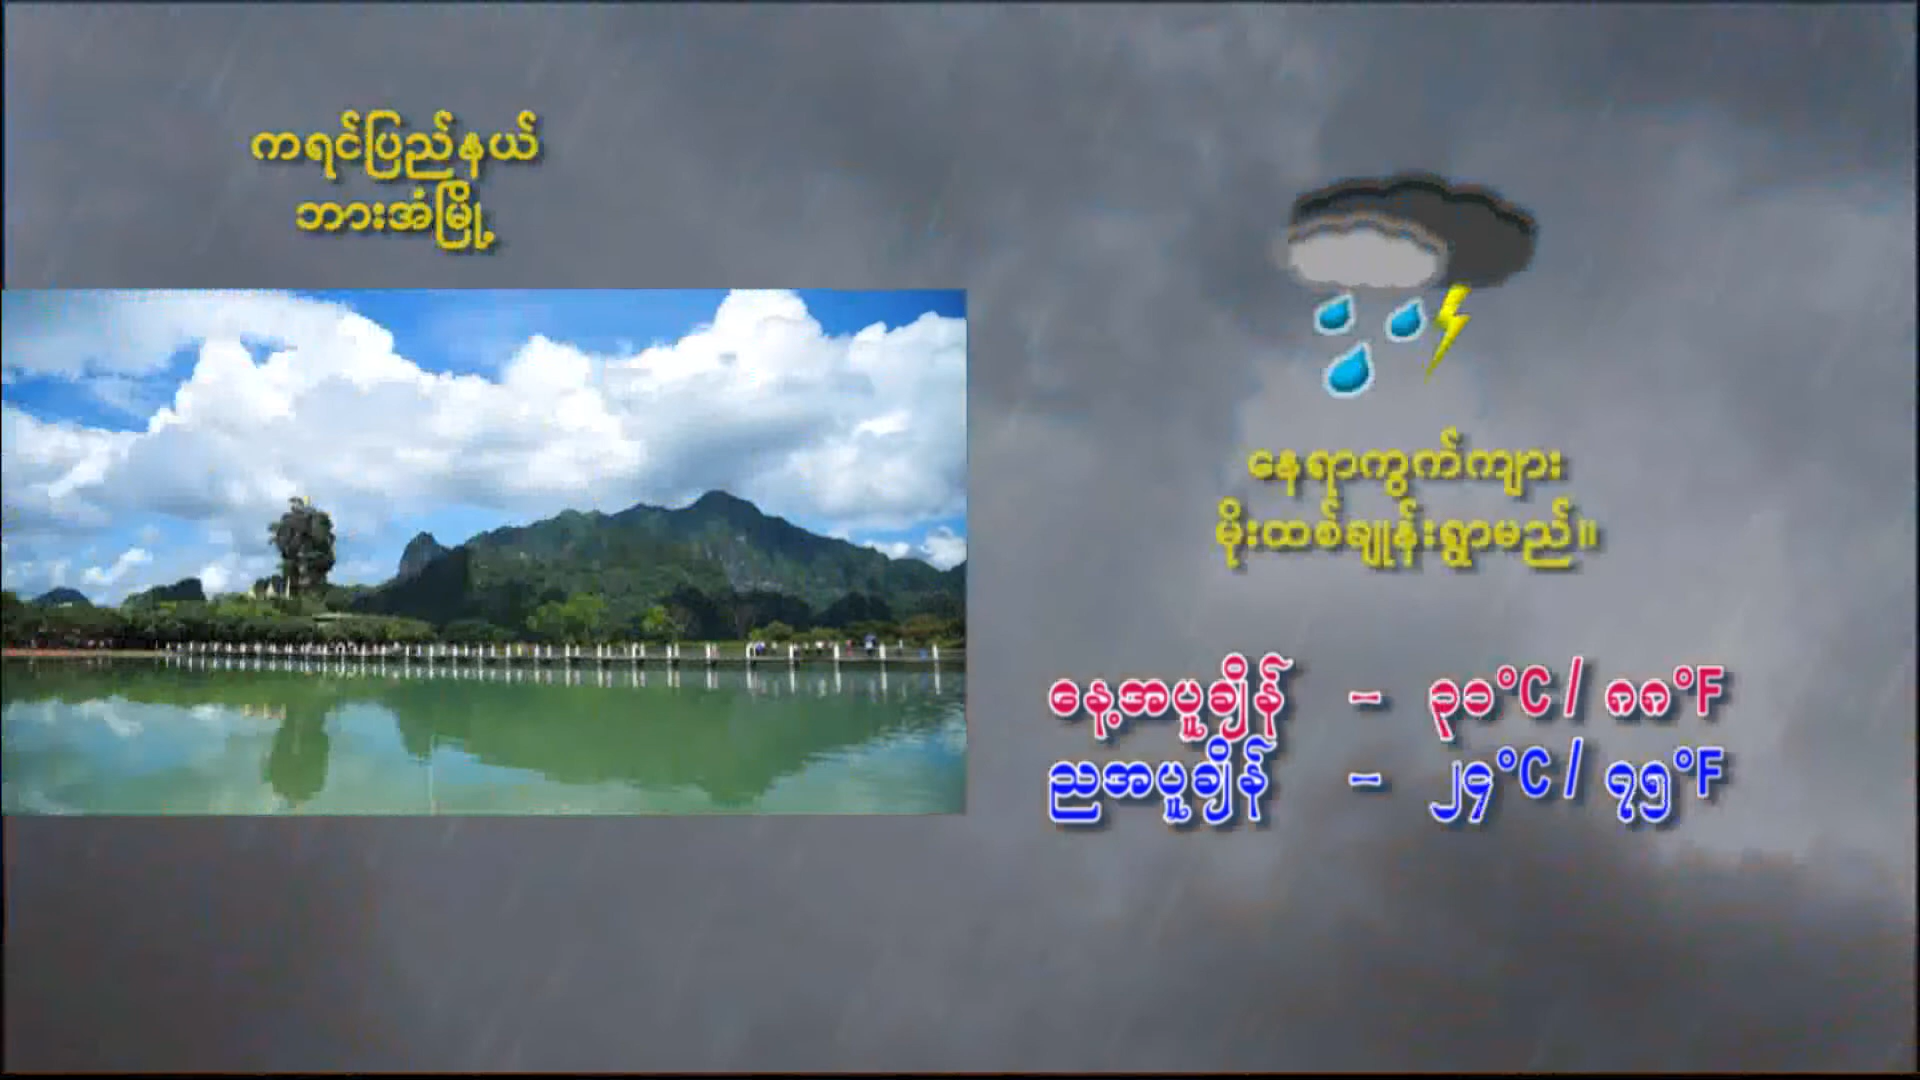 ကရင်ပြည်နယ်
ဘားအံမြို့
နေရာကွက်ကျား
မိုးထစ်ချုန်းရွာမည်။
နေ့အပူချိန် - ၃၁°C / ၈၈°F
ညအပူချိန် - ၂၄°C / ၇၅°F